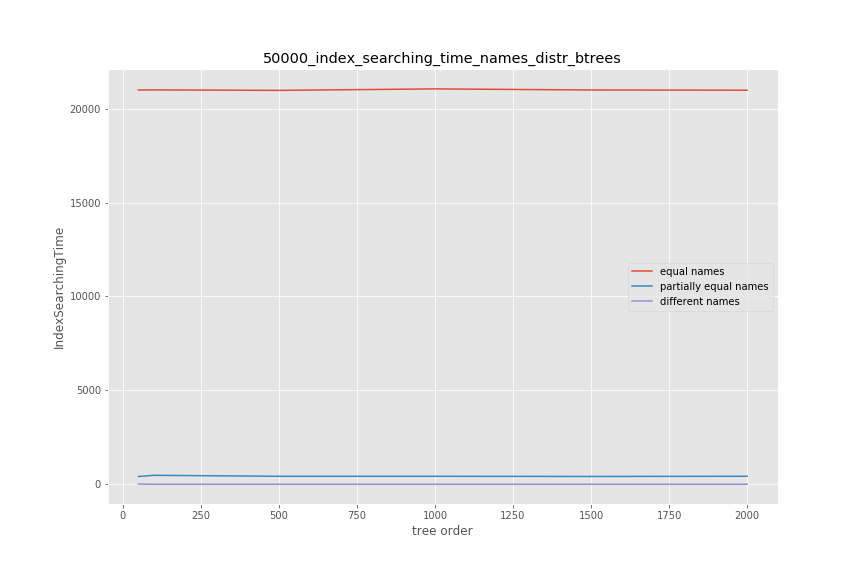 50000_index_searching_time_names_distr_btrees
20000
15000
10000
5000
0
IndexSearchingTime
equal names
partially equal names
different names
0 250 500 750 1000 1250 1500 1750 2000
tree order